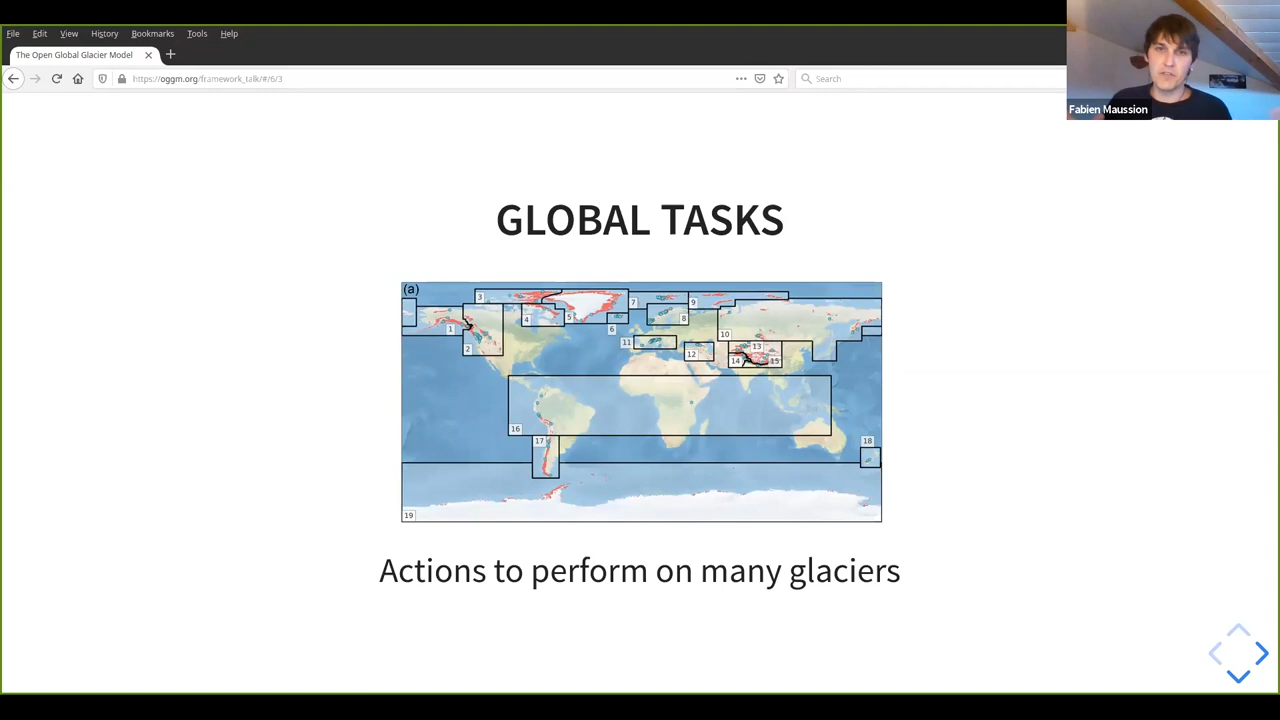 File Edit View History Bookmarks Tools Help
The Open Global Glacier Model
https://oggm.org/framework_talk/#/6/3
Search
Fabien Maussion
GLOBAL TASKS
(a)
3
7
9
1
4
5
6
8
10
2
11
12
13
14
15
16
17
18
19
Actions to perform on many glaciers